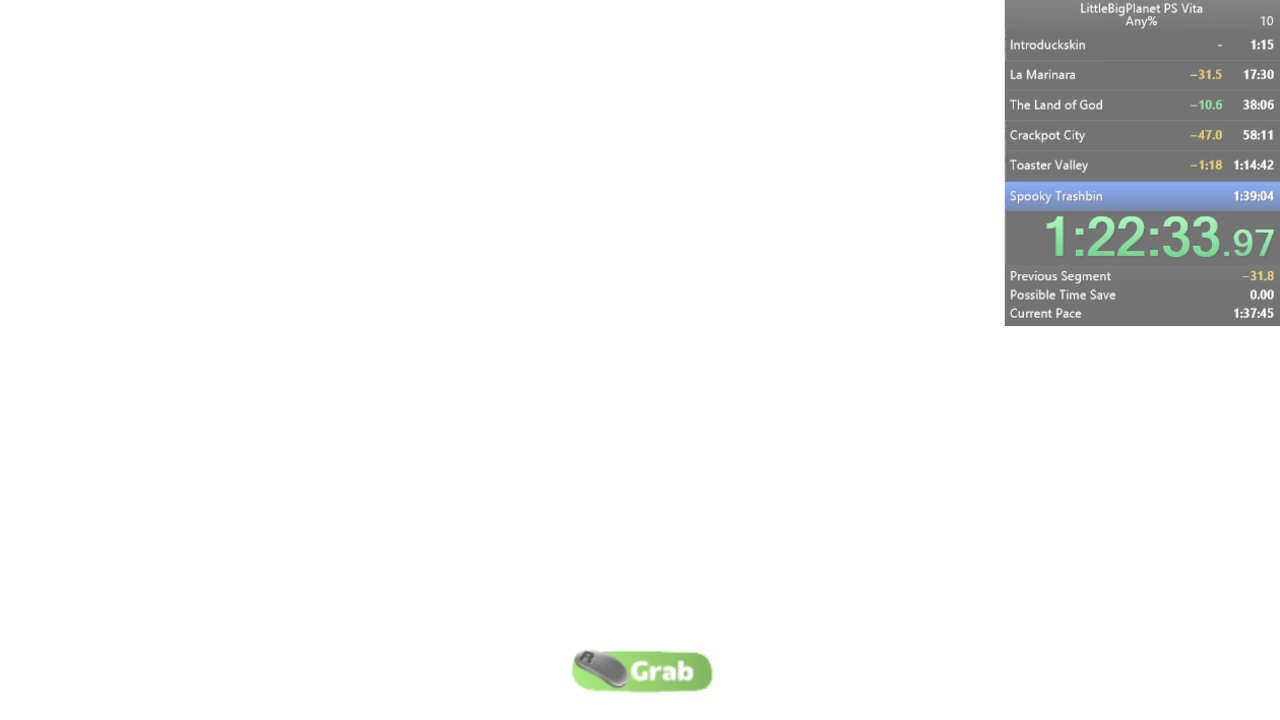 LittleBigPlanet PS Vita
Any% 10
Introduckskin - 1:15
La Marinara −31.5 17:30
The Land of God −10.6 38:06
Crackpot City −47.0 58:11
Toaster Valley −1:18 1:14:42
Spooky Trashbin 1:39:04
1:22:33.97
Previous Segment −31.8
Possible Time Save 0.00
Current Pace 1:37:45
R Grab